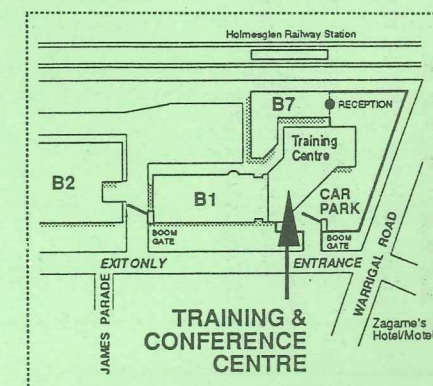 Holmesglen Railway Station
B7
RECEPTION
Training
Centre
B2
B1
CAR
PARK
BOOM
GATE
BOOM
GATE
EXIT ONLY
ENTRANCE
JAMES PARADE
WARRIGAL ROAD
TRAINING &
CONFERENCE
CENTRE
Zagame's
Hotel/Motel